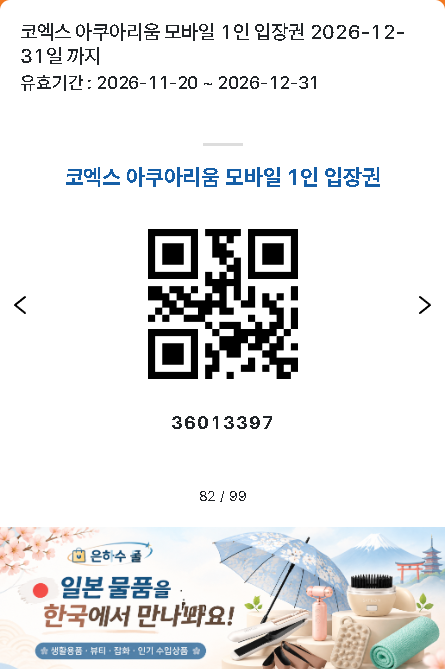 코엑스 아쿠아리움 모바일 1인 입장권 2026-12-
31일 까지
유효기간 : 2026-11-20 ~ 2026-12-31
코엑스 아쿠아리움 모바일 1인 입장권
36013397
82 / 99
은하수 몰
일본 물품을
한국에서 만나봐요!
생활용품 · 뷰티 · 잡화 · 인기 수입상품